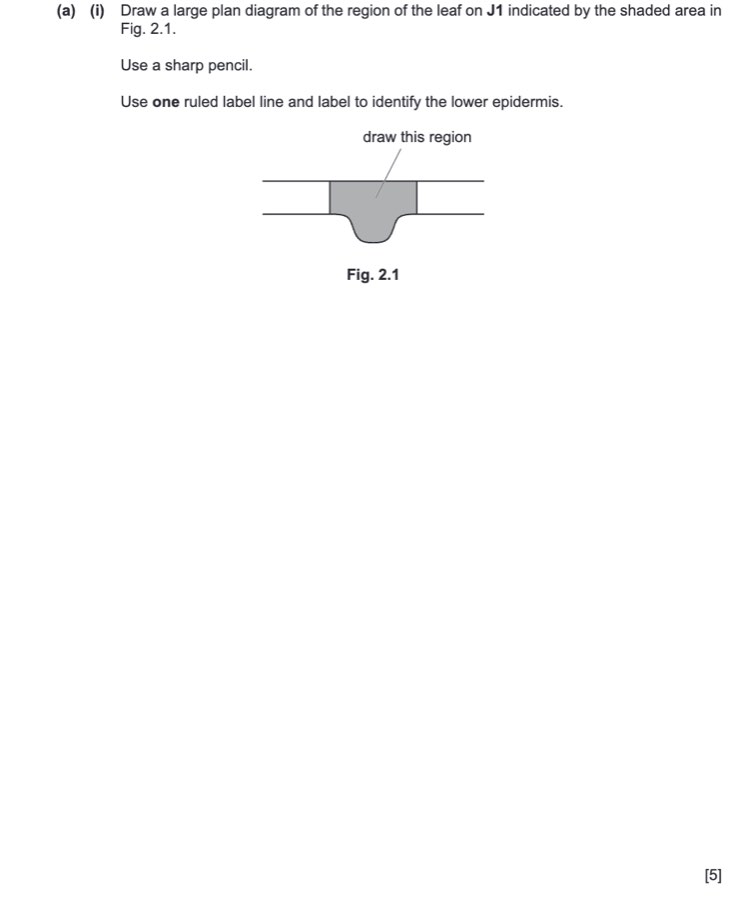 (a) (i) Draw a large plan diagram of the region of the leaf on J1 indicated by the shaded area in
Fig. 2.1.
Use a sharp pencil.
Use one ruled label line and label to identify the lower epidermis.
draw this region
Fig. 2.1
[5]